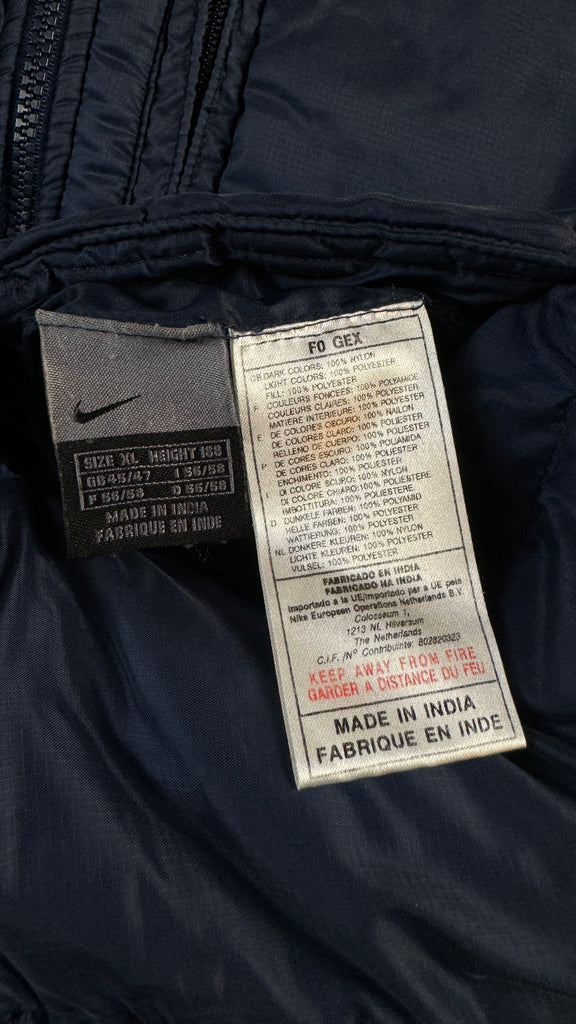 SIZE XL HEIGHT 188
GB 45/47 I 56/58
F 56/58 D 56/58
MADE IN INDIA
FABRIQUE EN INDE
FO GEX
GB DARK COLORS: 100% NYLON
LIGHT COLORS: 100% POLYESTER
FILL: 100% POLYESTER
F COULEURS FONCEES: 100% POLYAMIDE
COULEURS CLAIRES: 100% POLYESTER
MATIERE INTERIEURE: 100% POLYESTER
E DE COLORES OSCURO: 100% NAILON
DE COLORES CLARO: 100% POLIESTER
RELLENO DE CUERPO: 100% POLIESTER
P DE CORES ESCURO: 100% POLIAMIDA
DE CORES CLARO: 100% POLIESTER
ENCHIMENTO: 100% POLIESTER
I DI COLORE SCURO: 100% NYLON
DI COLORE CHIARO: 100% POLIESTERE
IMBOTTITURA: 100% POLIESTERE
D DUNKELE FARBEN: 100% POLYAMID
HELLE FARBEN: 100% POLYESTER
WATTIERUNG: 100% POLYESTER
NL DONKERE KLEUREN: 100% NYLON
LICHTE KLEUREN: 100% POLYESTER
VULSEL: 100% POLYESTER
FABRICADO EN INDIA
FABRICADO NA INDIA
Importado a la UE/Importado par a UE pela
Nike European Operations Netherlands B.V.
Colosseum 1,
1213 NL Hilversum
The Netherlands
C.I.F. /Nº Contribuinte: 802820323
KEEP AWAY FROM FIRE
GARDER A DISTANCE DU FEU
MADE IN INDIA
FABRIQUE EN INDE